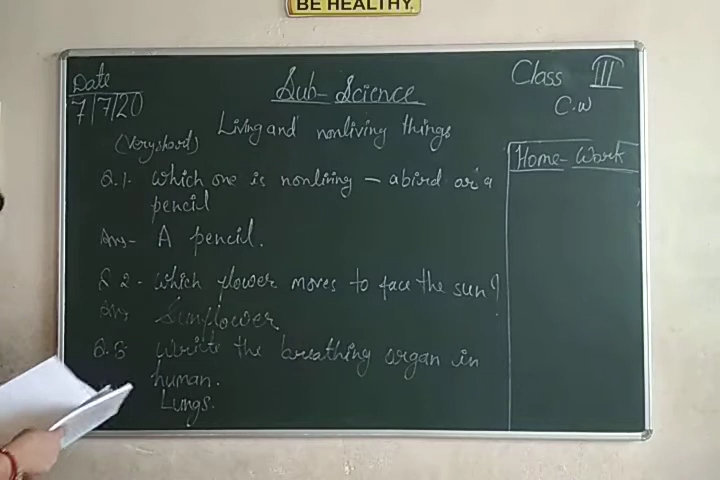 BE HEALTHY.
Date
7/7/20
Sub- Science
Class III
C.W
Living and nonliving things
(Very short)
Home-Work
Q.1- Which one is nonliving - a bird or a
pencil
Ans- A pencil.
Q 2- Which flower moves to face the sun?
Ans Sunflower
Q.3- Write the breathing organ in
human.
Lungs.